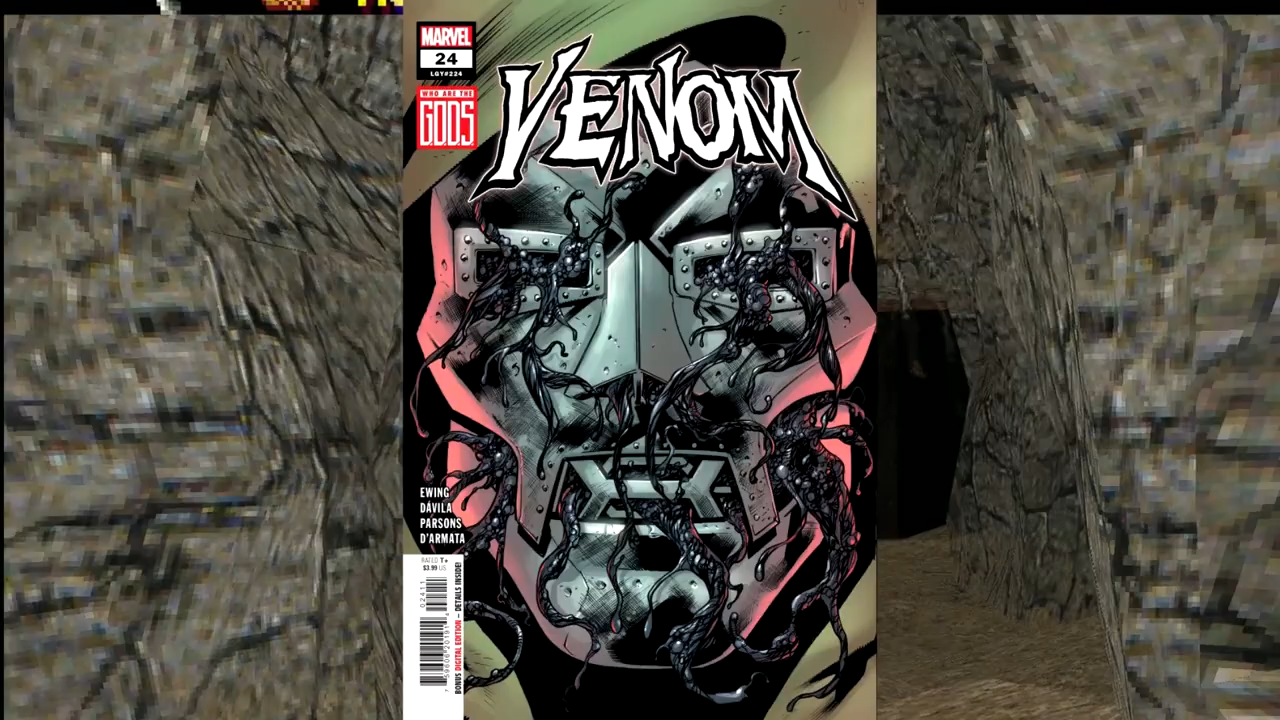 MARVEL
24
LGY#224
WHO ARE THE
G.O.D.S.
VENOM
EWING
DÁVILA
PARSONS
D'ARMATA
RATED T+
$3.99 US
02411
BONUS DIGITAL EDITION – DETAILS INSIDE!